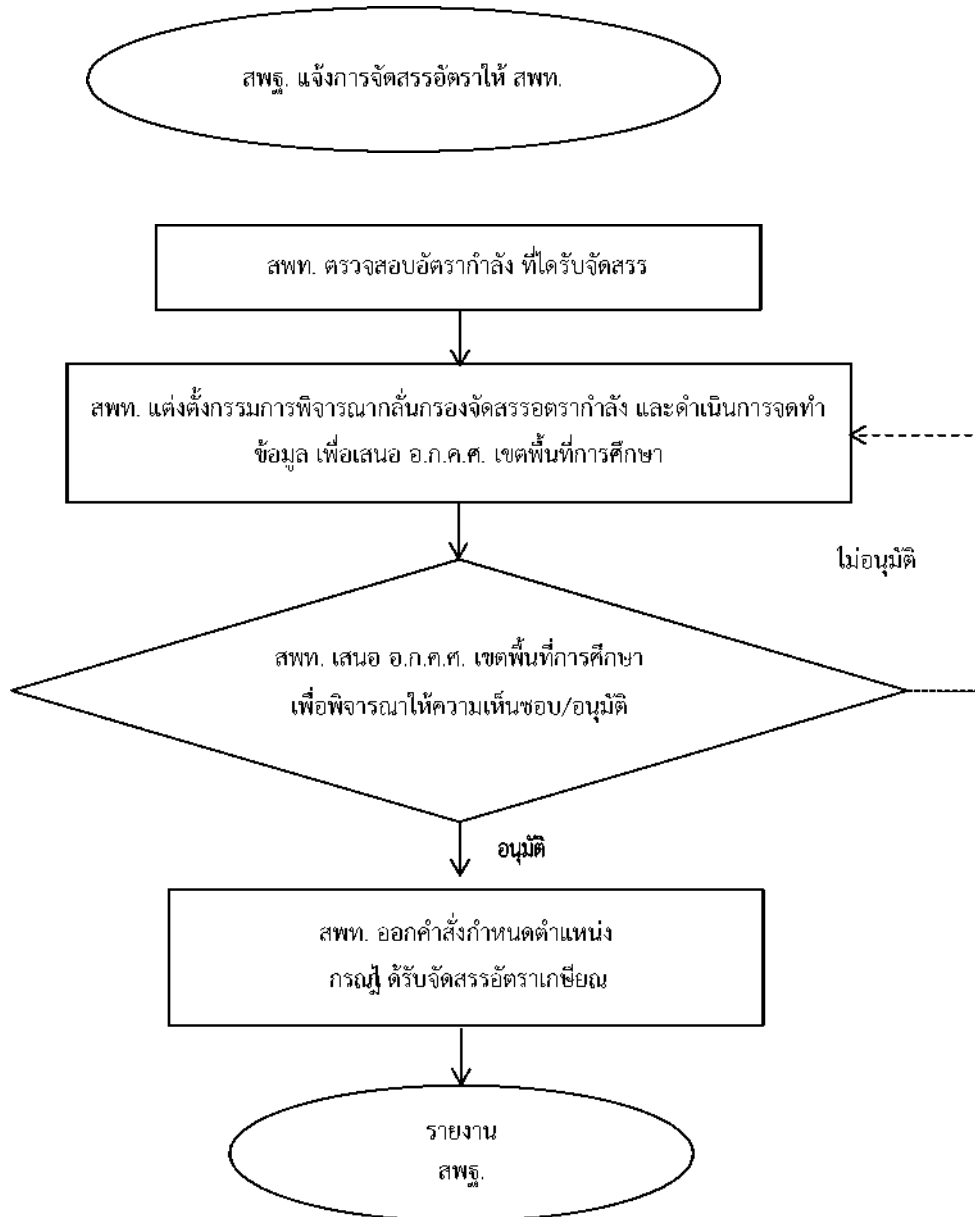 สพฐ. แจ้งการจัดสรรอัตราให้ สพท.
สพท. ตรวจสอบอัตรากำลัง ที่ไดรับจัดสรร
สพท. แต่งตั้งกรรมการพิจารณากลั่นกรองจัดสรรอตรากำลัง และดำเนินการจดทำ
ข้อมูล เพื่อเสนอ อ.ก.ค.ศ. เขตพื้นที่การศึกษา
ไม่อนุมัติ
สพท. เสนอ อ.ก.ค.ศ. เขตพื้นที่การศึกษา
เพื่อพิจารณาให้ความเห็นชอบ/อนุมัติ
อนุมัติ
สพท. ออกคำสั่งกำหนดตำแหน่ง
กรณีได้รับจัดสรรอัตราเกษียณ
รายงาน
สพฐ.